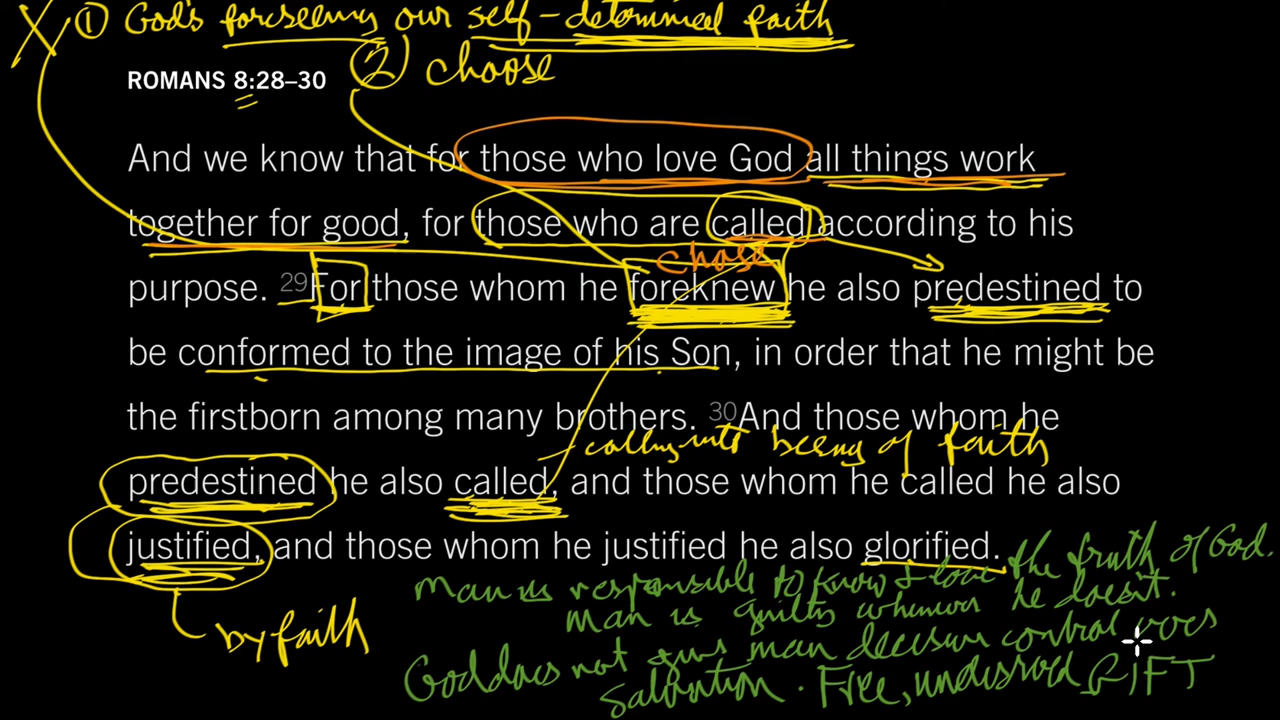 X ① God's foreseeing our self-determined faith
ROMANS 8:28–30 ② choose
And we know that for those who love God all things work
together for good, for those who are called according to his
chose
purpose. 29 For those whom he foreknew he also predestined to
be conformed to the image of his Son, in order that he might be
the firstborn among many brothers. 30 And those whom he
calling into being of faith
predestined he also called, and those whom he called he also
justified, and those whom he justified he also glorified.
man is responsible to know & love the truth of God.
man is guilty whenever he doesn't.
by faith
God does not give man decisive control over
salvation. Free, undeserved GIFT